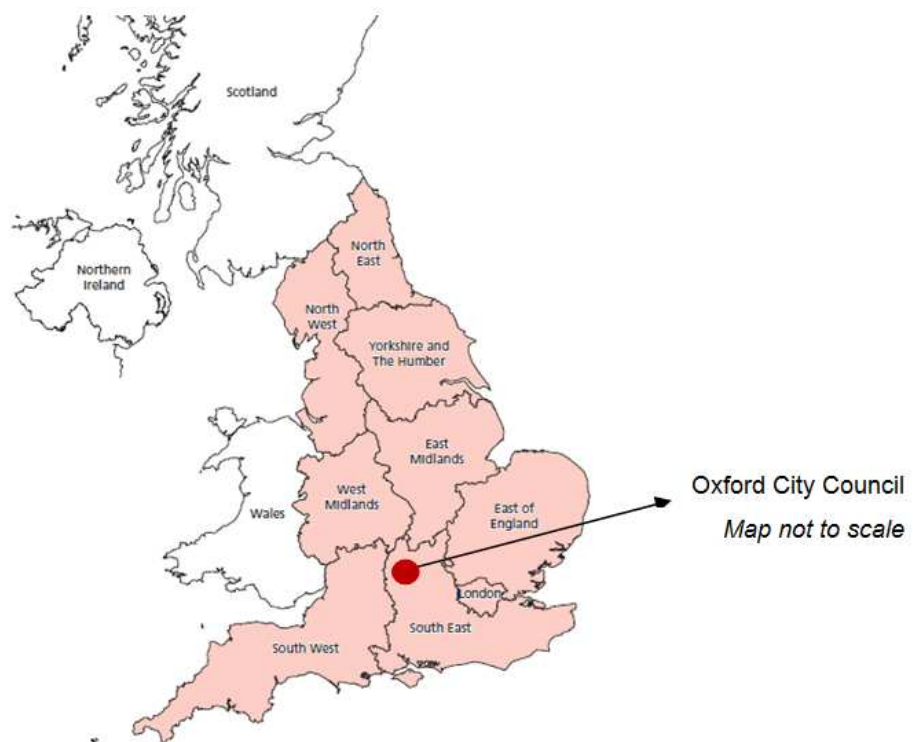 Scotland
North
East
Northern
Ireland
North
West
Yorkshire and
The Humber
East
Midlands
West
Midlands
Wales
East of
England
Oxford City Council
Map not to scale
London
South East
South West